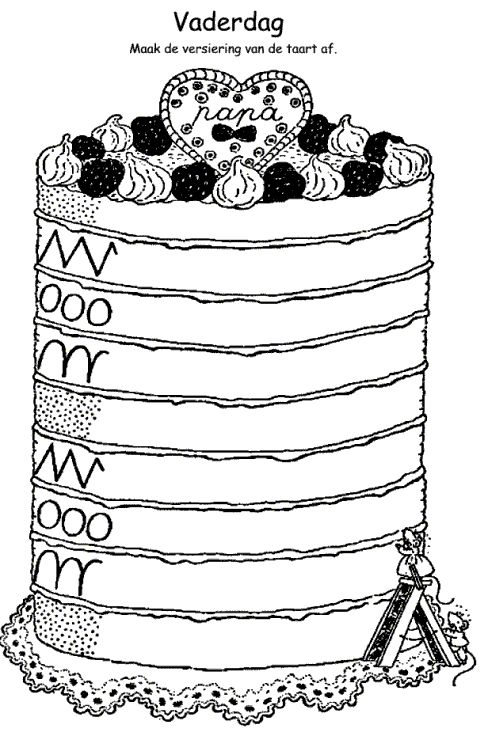 Vaderdag
Maak de versiering van de taart af.
papa